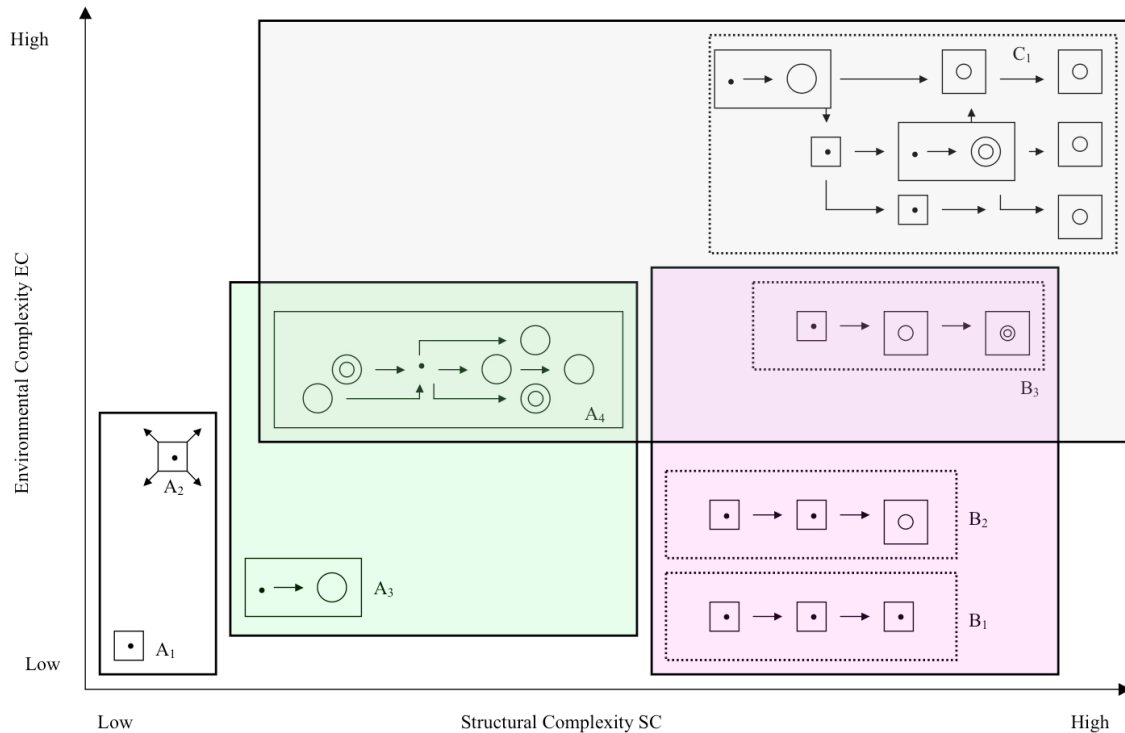 High
C₁
Environmental Complexity EC
A₄
B₃
A₂
B₂
A₃
B₁
A₁
Low
Low
Structural Complexity SC
High